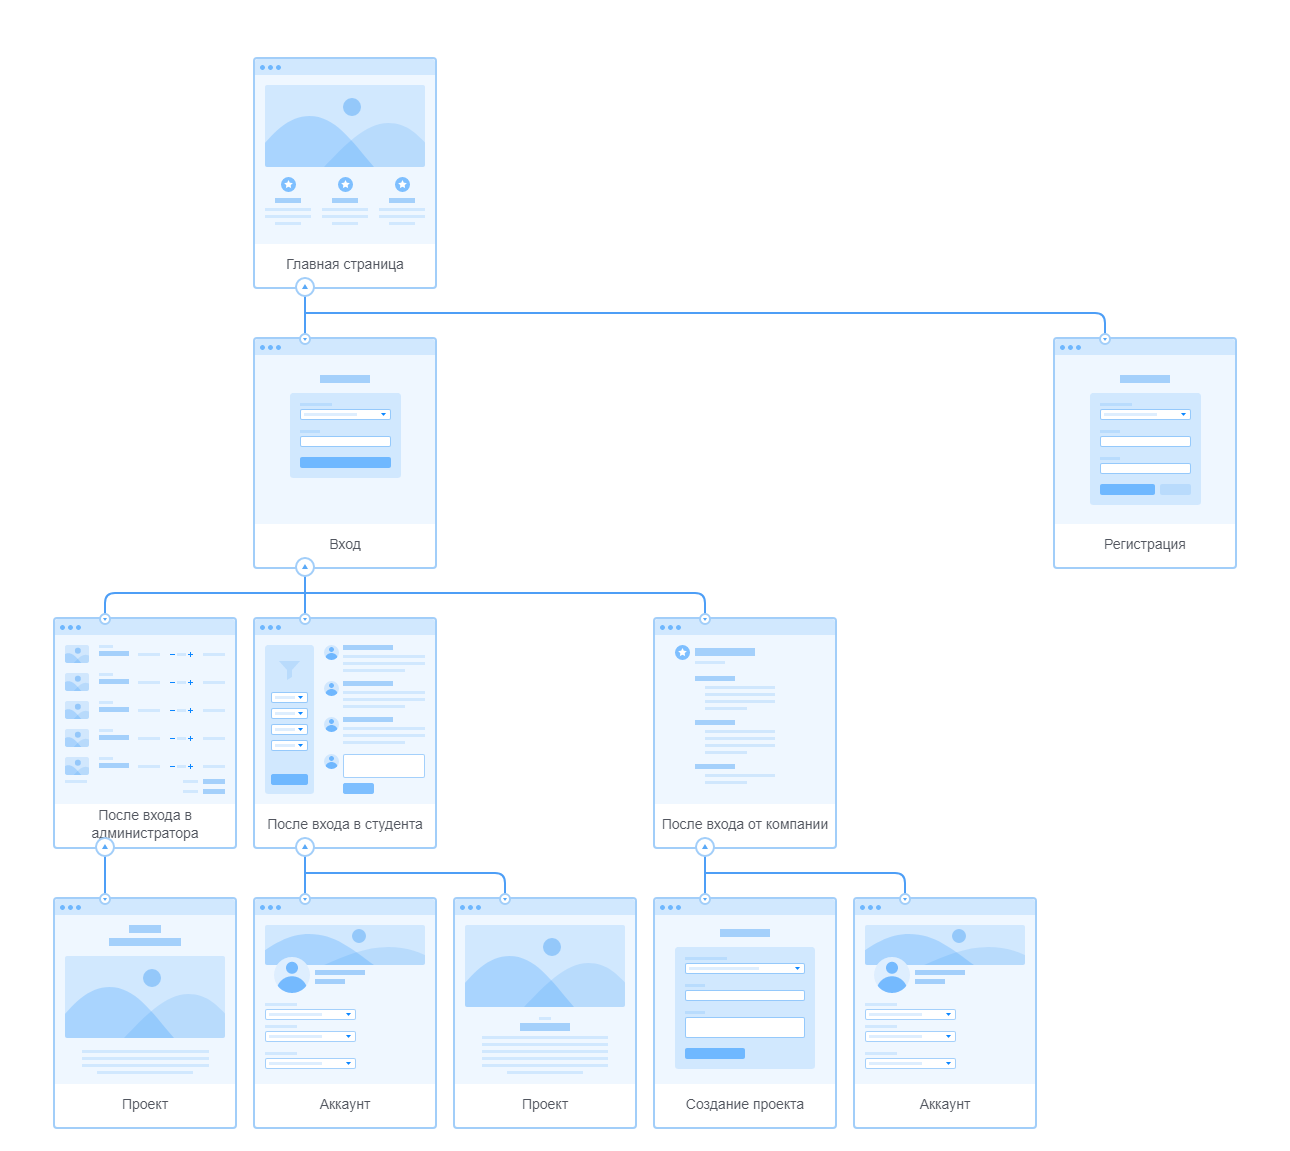 Главная страница
Вход
Регистрация
После входа в
администратора
После входа в студента
После входа от компании
Проект
Аккаунт
Проект
Создание проекта
Аккаунт